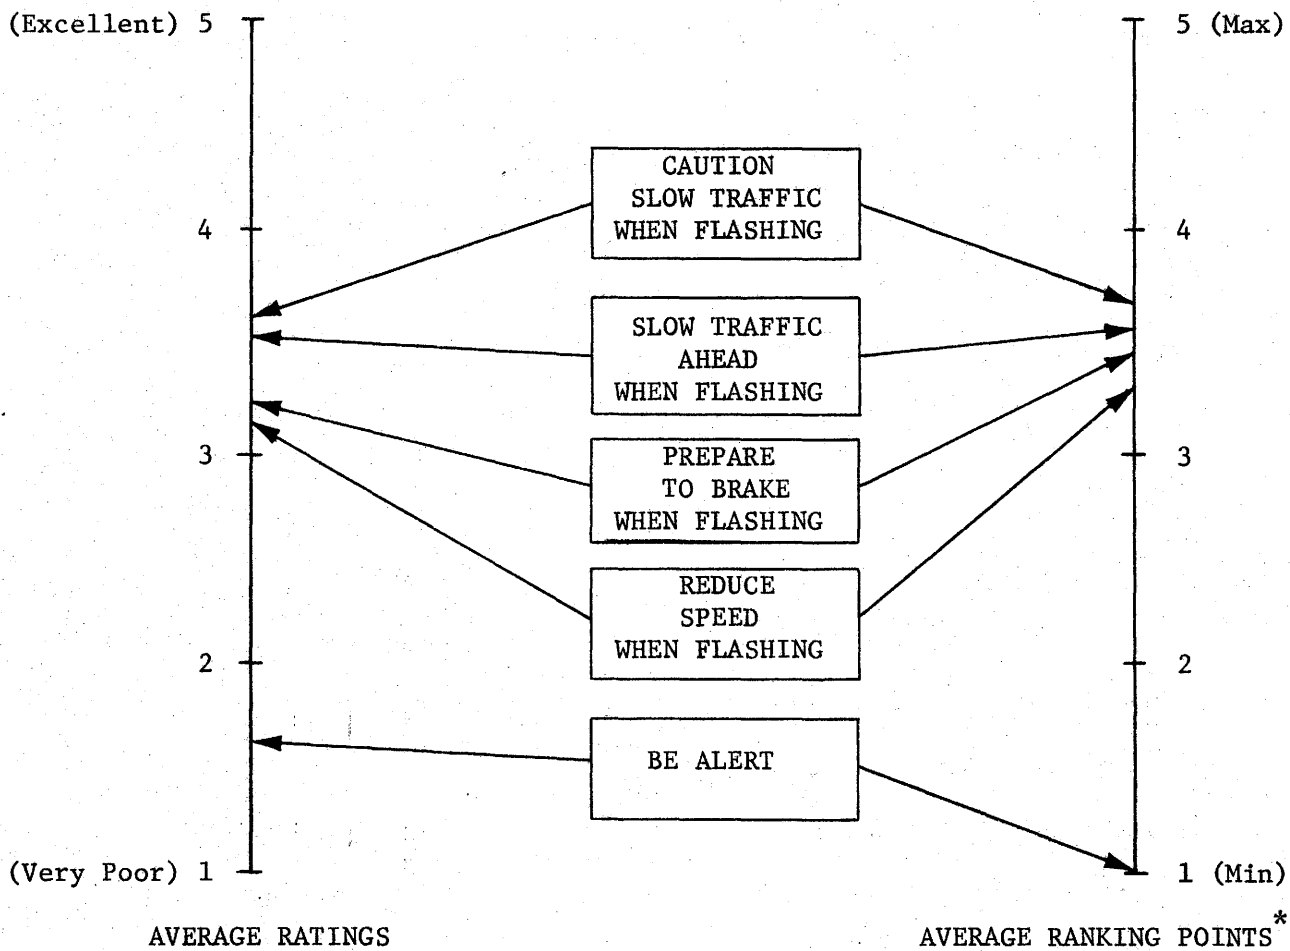 (Excellent) 5
5 (Max)
CAUTION
SLOW TRAFFIC
WHEN FLASHING
4
4
SLOW TRAFFIC
AHEAD
WHEN FLASHING
3
3
PREPARE
TO BRAKE
WHEN FLASHING
REDUCE
SPEED
WHEN FLASHING
2
2
BE ALERT
(Very Poor) 1
1 (Min)
AVERAGE RATINGS
AVERAGE RANKING POINTS*